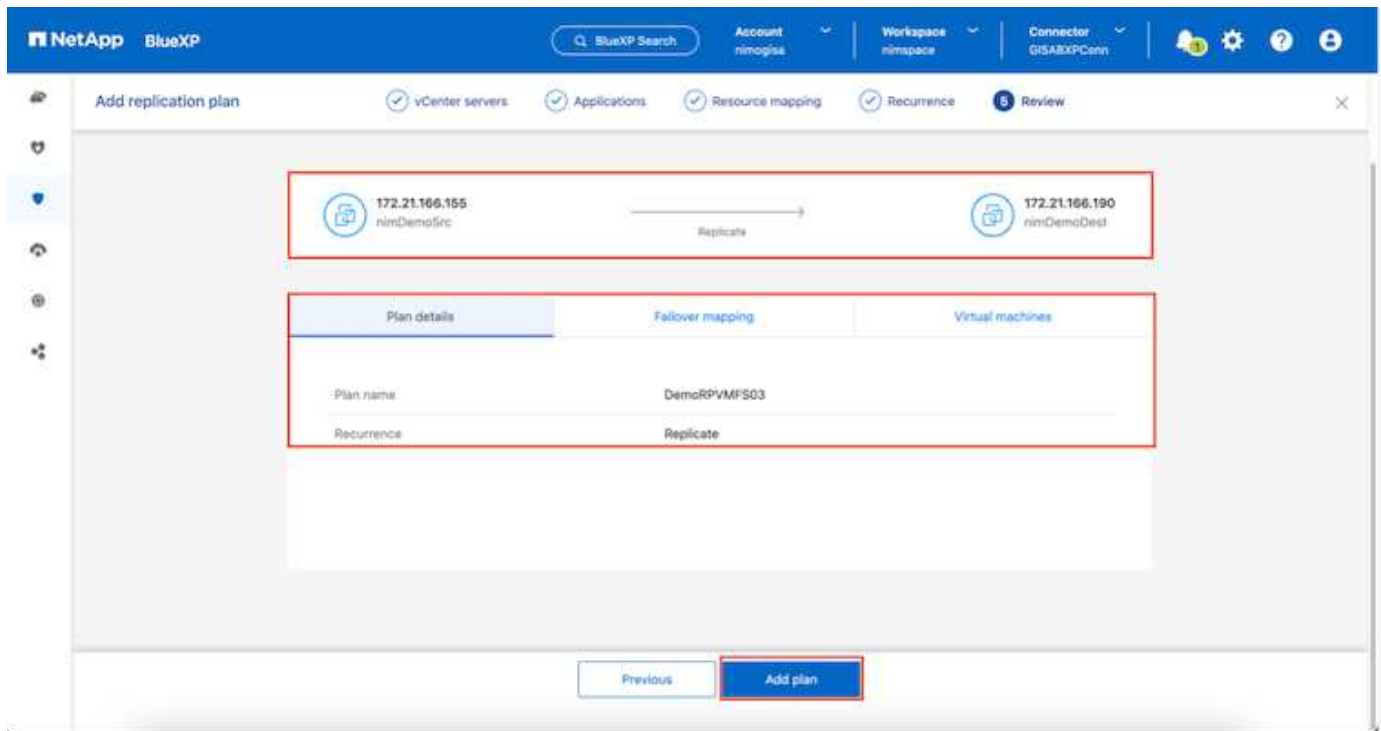 NetApp BlueXP
BlueXP Search
Account
nimogisa
Workspace
nimspace
Connector
GISABXPConn
1
Add replication plan
vCenter servers
Applications
Resource mapping
Recurrence
5 Review
172.21.166.155
nimDemoSrc
Replicate
172.21.166.190
nimDemoDest
Plan details
Failover mapping
Virtual machines
Plan name
DemoRPVMFS03
Recurrence
Replicate
Previous
Add plan